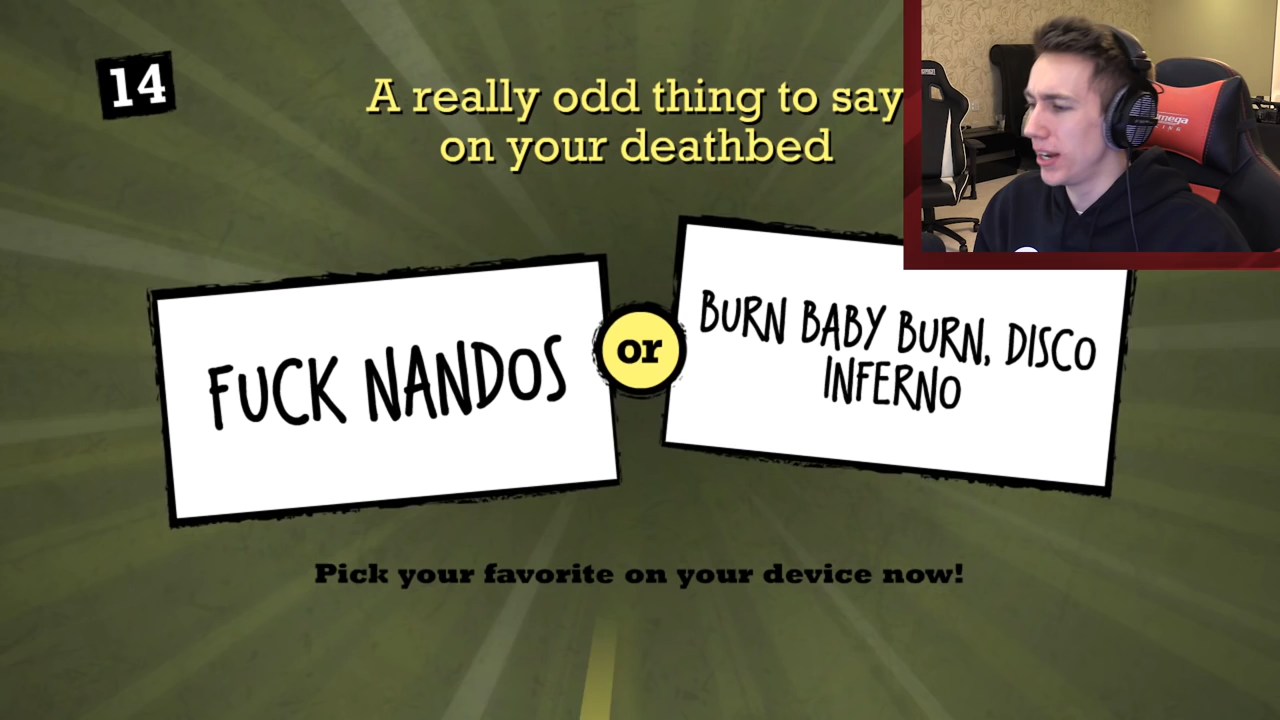 14
A really odd thing to say
on your deathbed
FUCK NANDOS
or
BURN BABY BURN, DISCO
INFERNO
Pick your favorite on your device now!
omega